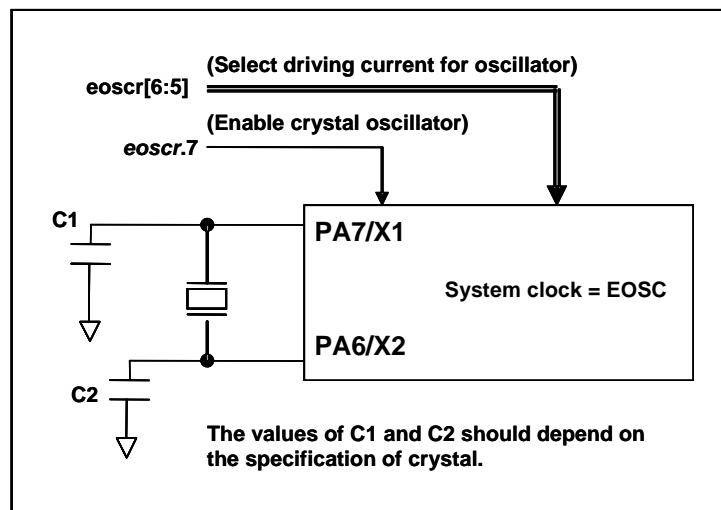 (Select driving current for oscillator)
eoscr[6:5]
(Enable crystal oscillator)
eoscr.7
C1
PA7/X1
System clock = EOSC
PA6/X2
C2
The values of C1 and C2 should depend on
the specification of crystal.